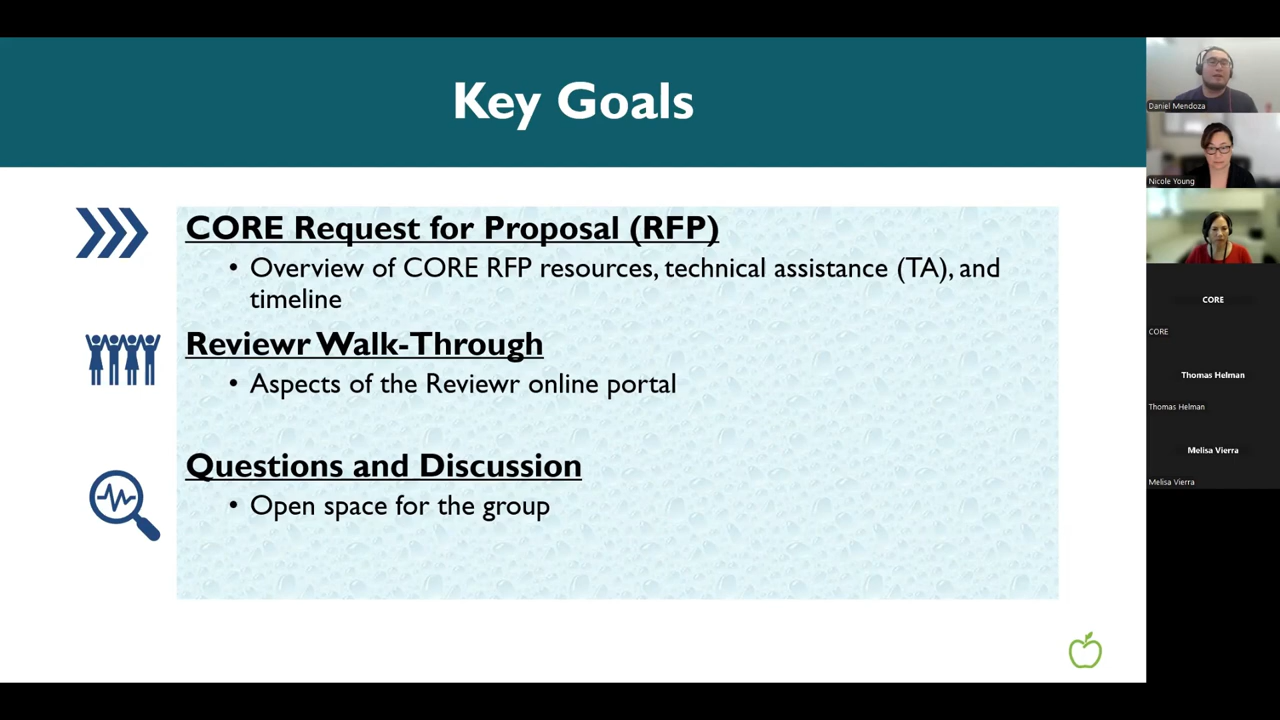 Key Goals
CORE Request for Proposal (RFP)
• Overview of CORE RFP resources, technical assistance (TA), and
timeline
Reviewr Walk-Through
• Aspects of the Reviewr online portal
Questions and Discussion
• Open space for the group
Daniel Mendoza
Nicole Young
CORE
CORE
Thomas Helman
Thomas Helman
Melisa Vierra
Melisa Vierra